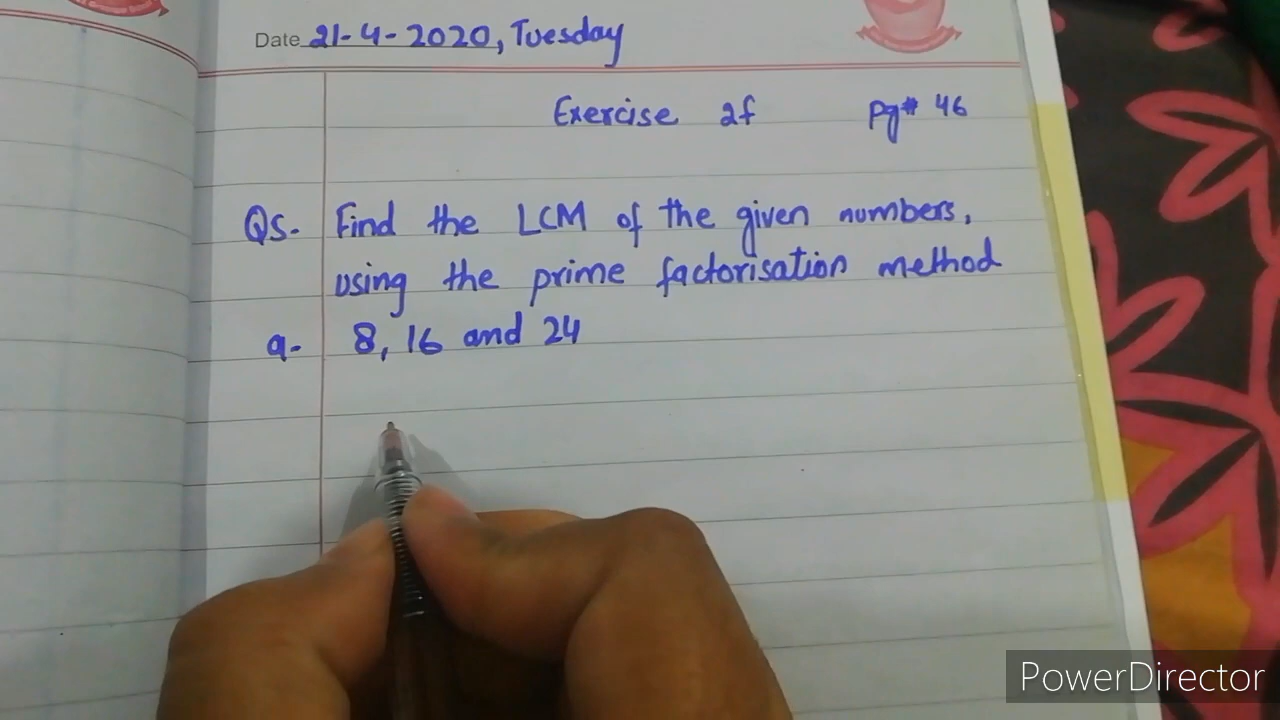 Date 21-4-2020, Tuesday
Exercise 2f Pg# 46
Q5. Find the LCM of the given numbers,
using the prime factorisation method
a- 8, 16 and 24
PowerDirector